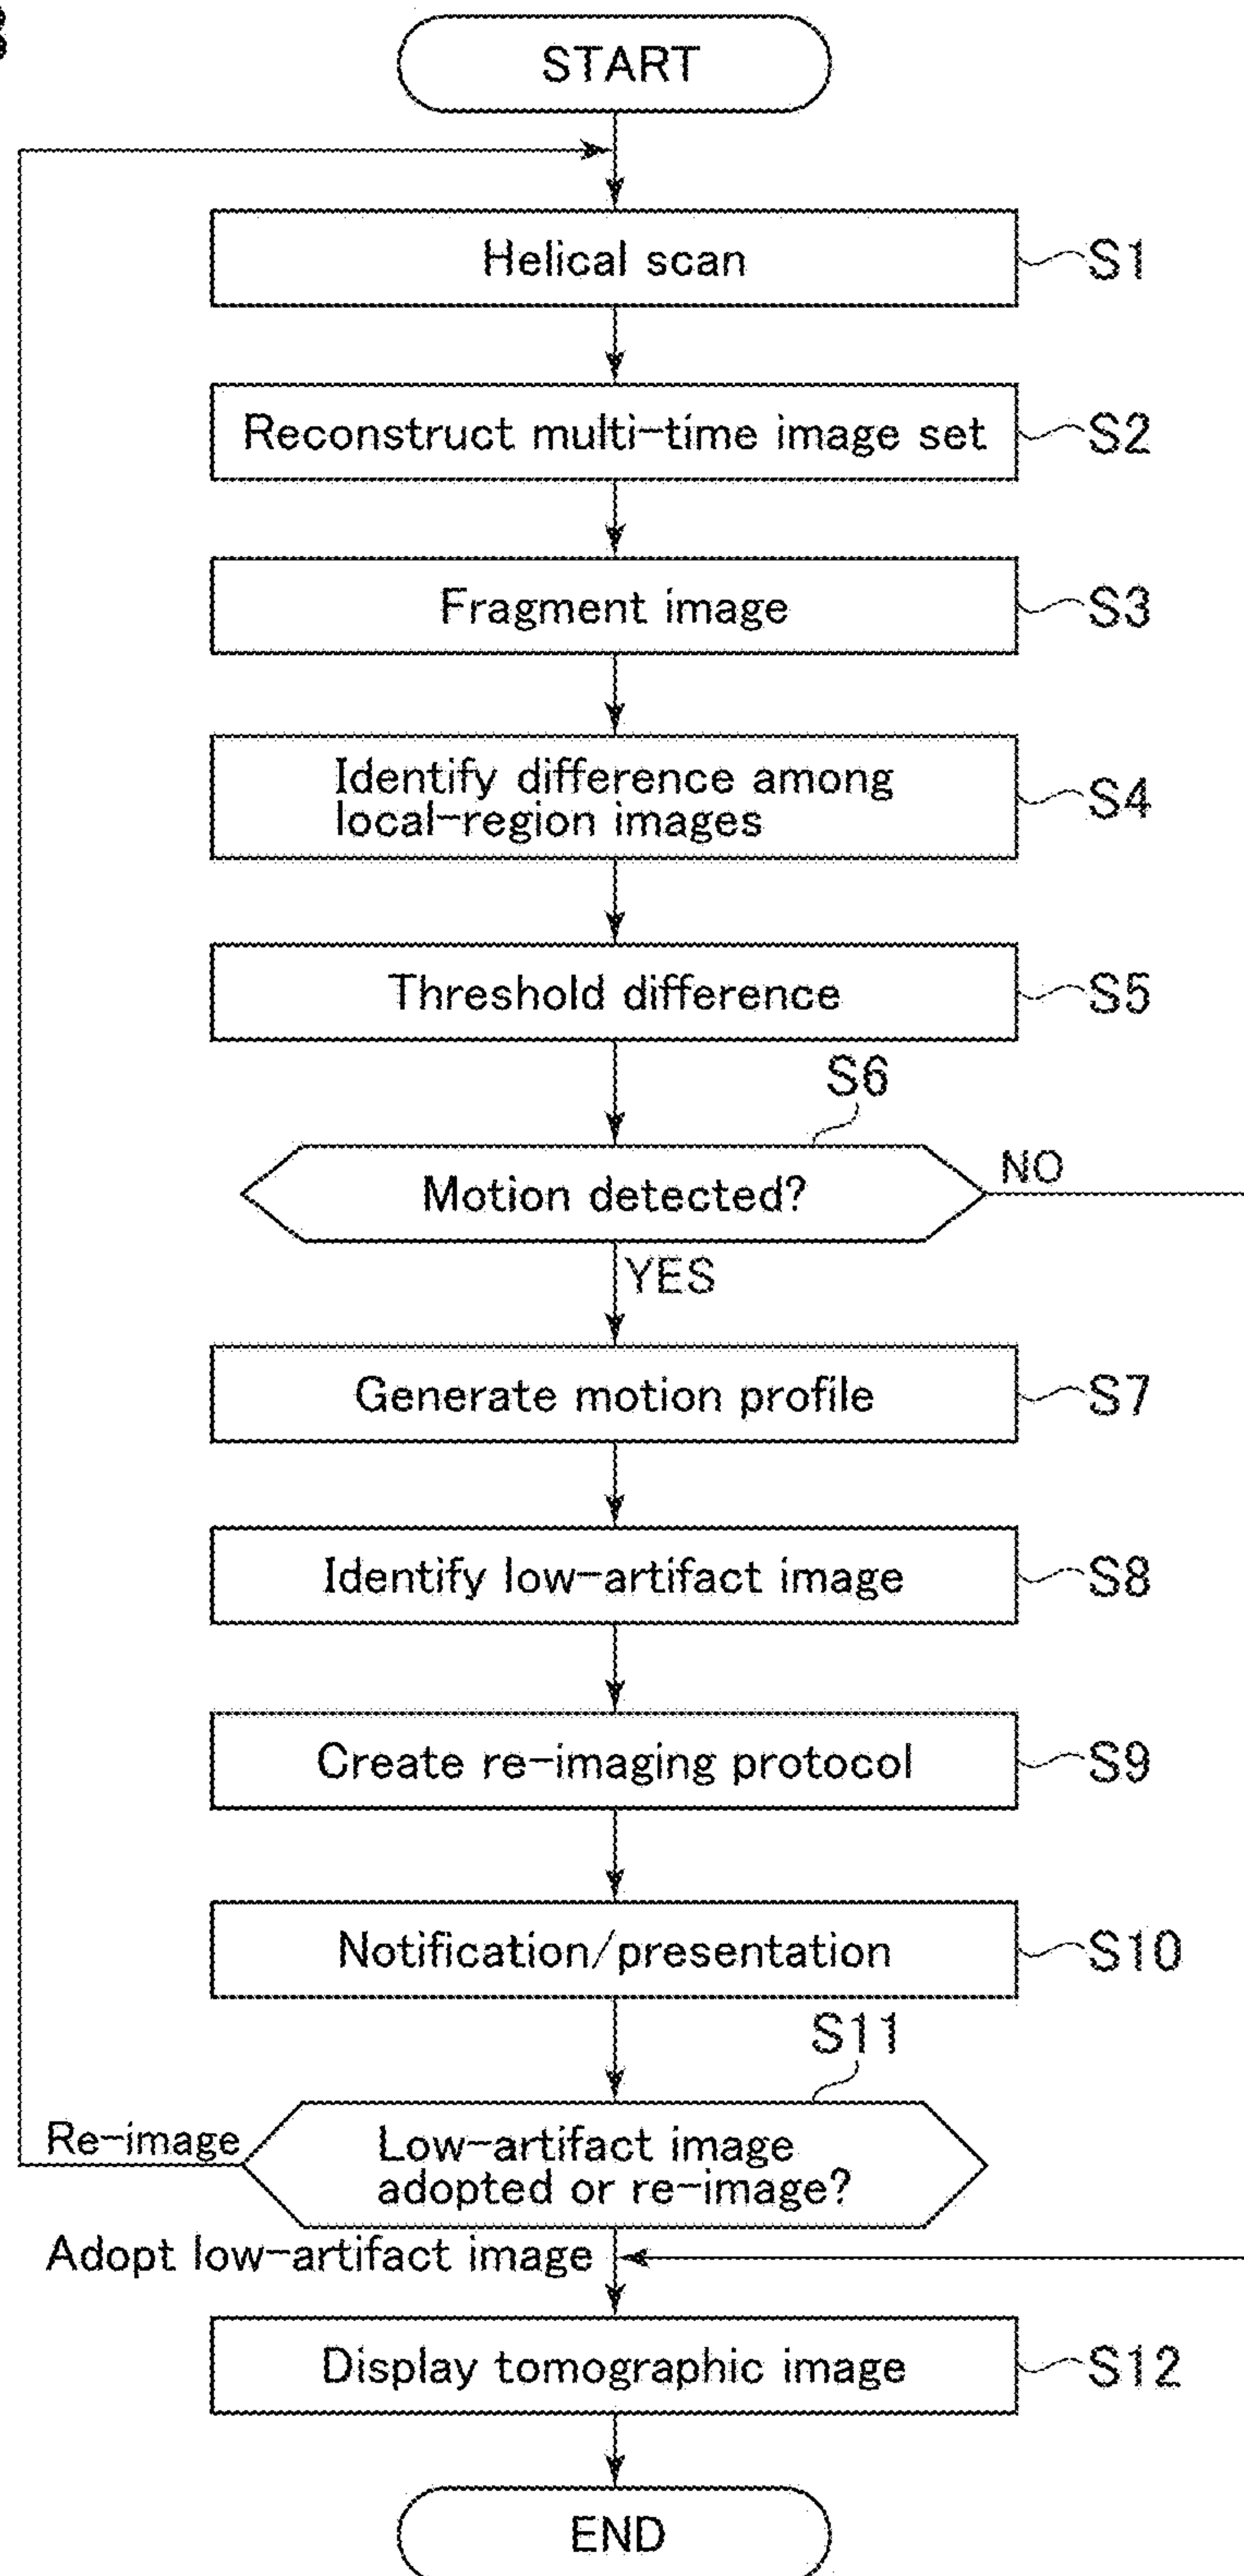 START
Helical scan
S1
Reconstruct multi-time image set
S2
Fragment image
S3
Identify difference among
local-region images
S4
Threshold difference
S5
S6
Motion detected?
NO
YES
Generate motion profile
S7
Identify low-artifact image
S8
Create re-imaging protocol
S9
Notification/presentation
S10
S11
Re-image
Low-artifact image
adopted or re-image?
Adopt low-artifact image
Display tomographic image
S12
END